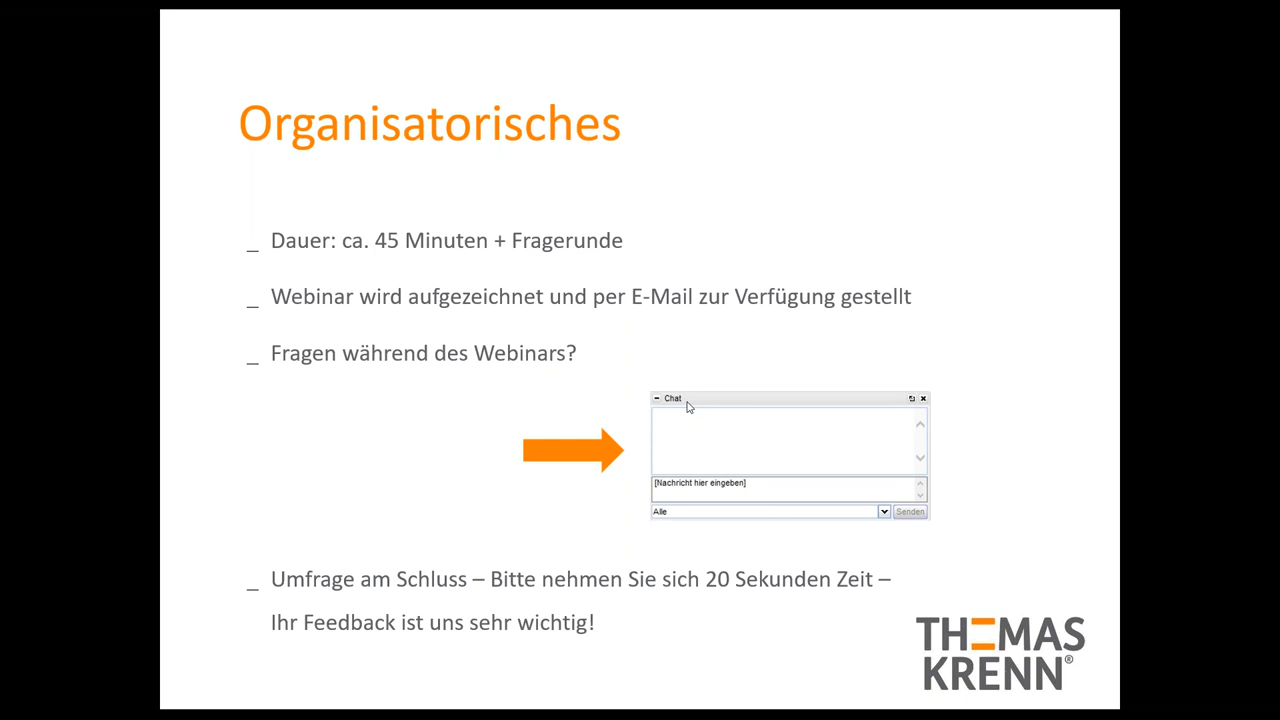 Organisatorisches
_ Dauer: ca. 45 Minuten + Fragerunde
_ Webinar wird aufgezeichnet und per E-Mail zur Verfügung gestellt
_ Fragen während des Webinars?
Chat
[Nachricht hier eingeben]
Alle
Senden
_ Umfrage am Schluss – Bitte nehmen Sie sich 20 Sekunden Zeit –
Ihr Feedback ist uns sehr wichtig!
THOMAS
KRENN®